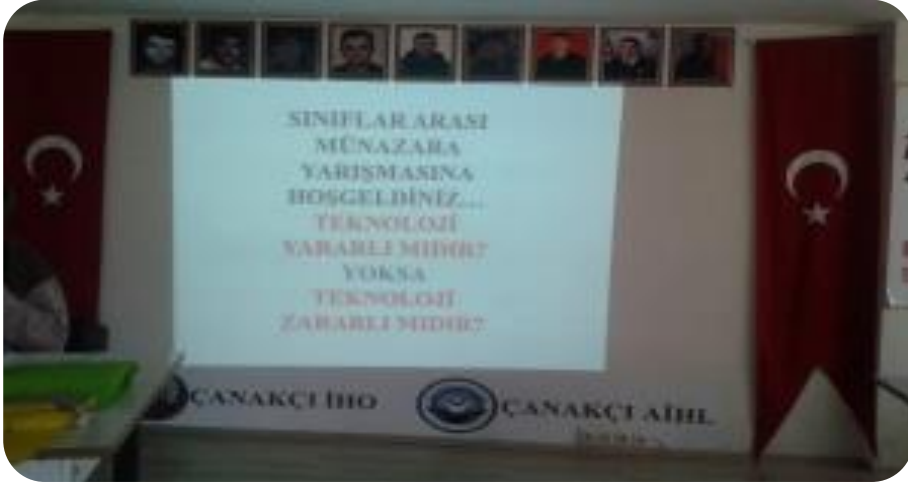 SINIFLAR ARASI
MÜNAZARA
YARIŞMASINA
HOŞGELDİNİZ...
TEKNOLOJİ
YARARLI MIDIR?
YOKSA
TEKNOLOJİ
ZARARLI MIDIR?
ÇANAKÇI İHO
ÇANAKÇI AİHL